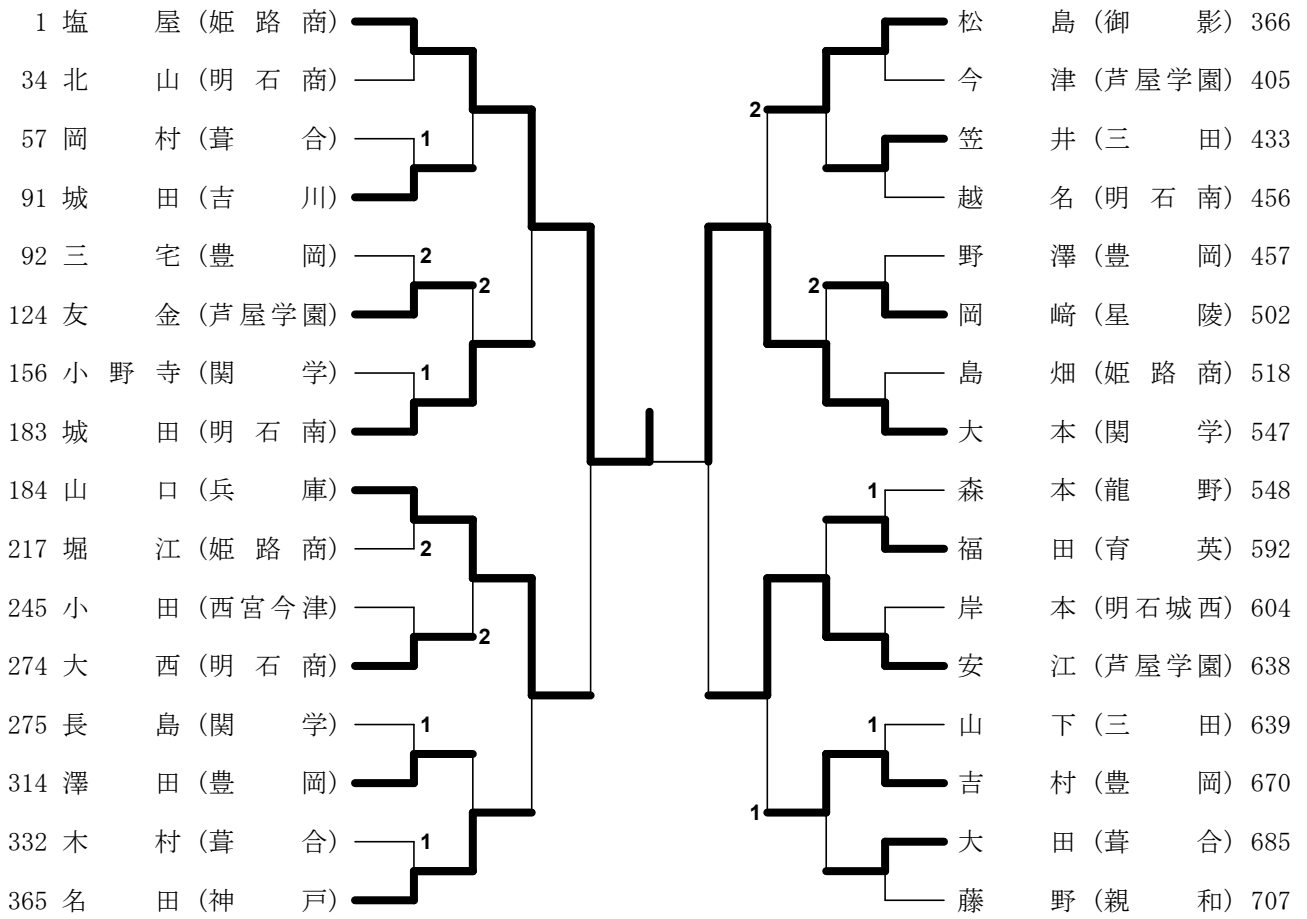 1 塩屋 (姫路商)
34 北山 (明石商)
57 岡村 (葺合) 1
91 城田 (吉川)
92 三宅 (豊岡) 2
124 友金 (芦屋学園) 2
156 小野寺 (関学) 1
183 城田 (明石南)
184 山口 (兵庫)
217 堀江 (姫路商) 2
245 小田 (西宮今津)
274 大西 (明石商) 2
275 長島 (関学) 1
314 澤田 (豊岡)
332 木村 (葺合) 1
365 名田 (神戸)
松島 (御影) 366
今津 (芦屋学園) 405
2
笠井 (三田) 433
越名 (明石南) 456
野澤 (豊岡) 457
2
岡﨑 (星陵) 502
島畑 (姫路商) 518
大本 (関学) 547
1 森本 (龍野) 548
福田 (育英) 592
岸本 (明石城西) 604
安江 (芦屋学園) 638
1 山下 (三田) 639
吉村 (豊岡) 670
1
大田 (葺合) 685
藤野 (親和) 707